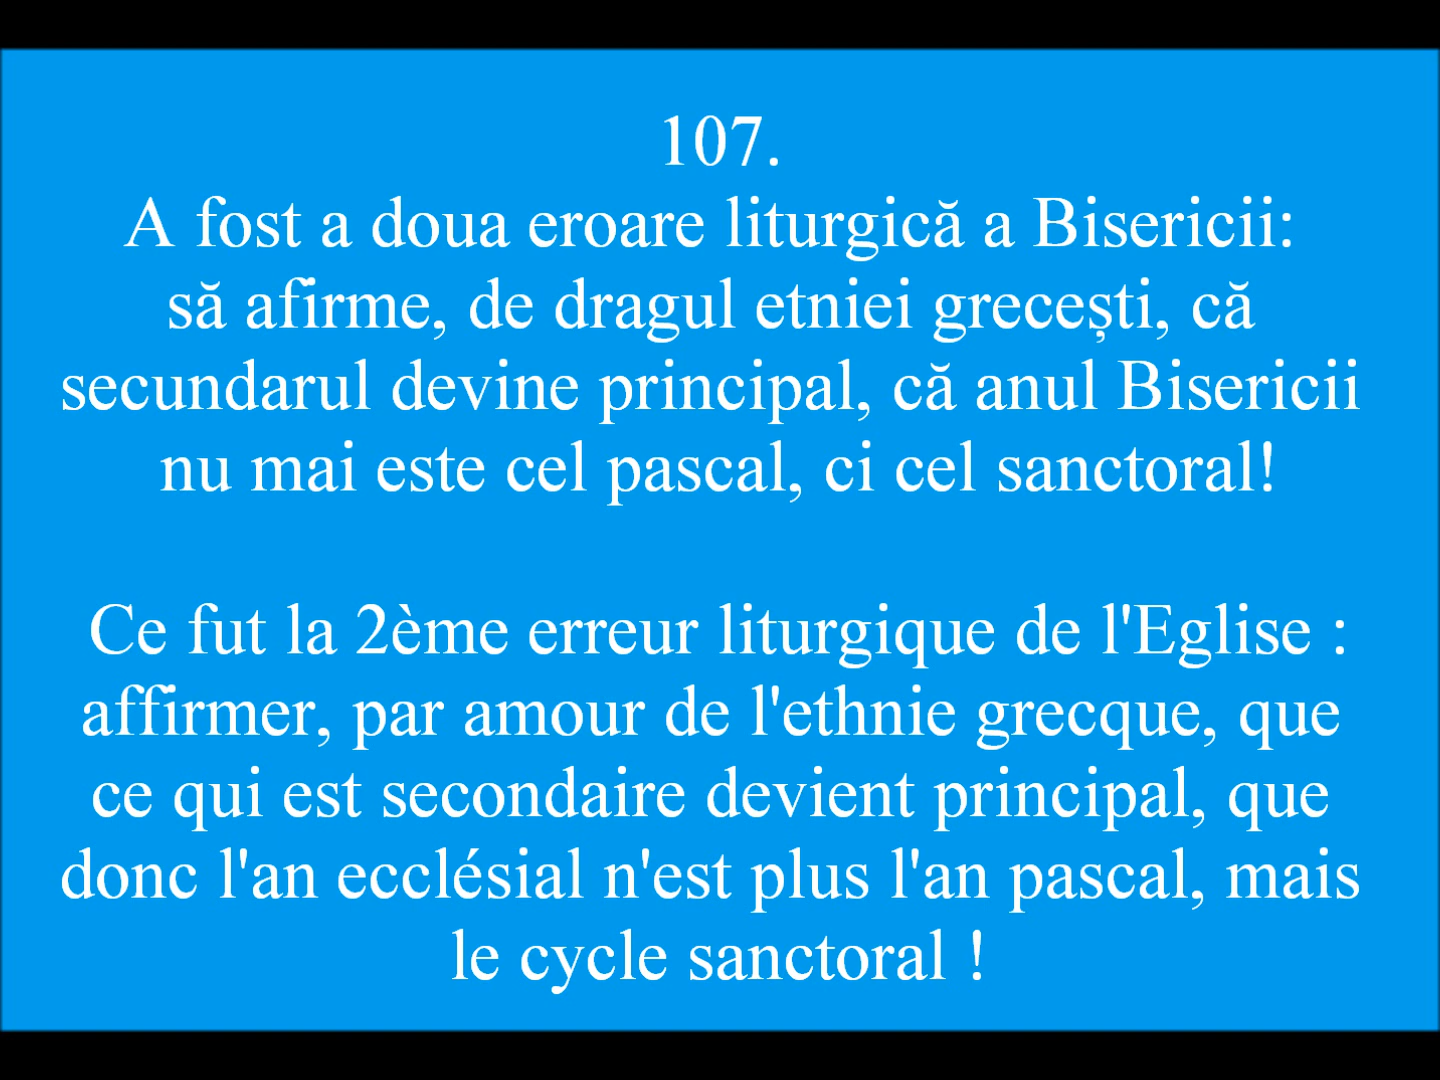 107.
A fost a doua eroare liturgică a Bisericii:
să afirme, de dragul etniei grecești, că
secundarul devine principal, că anul Bisericii
nu mai este cel pascal, ci cel sanctoral!
Ce fut la 2ème erreur liturgique de l'Eglise :
affirmer, par amour de l'ethnie grecque, que
ce qui est secondaire devient principal, que
donc l'an ecclésial n'est plus l'an pascal, mais
le cycle sanctoral !